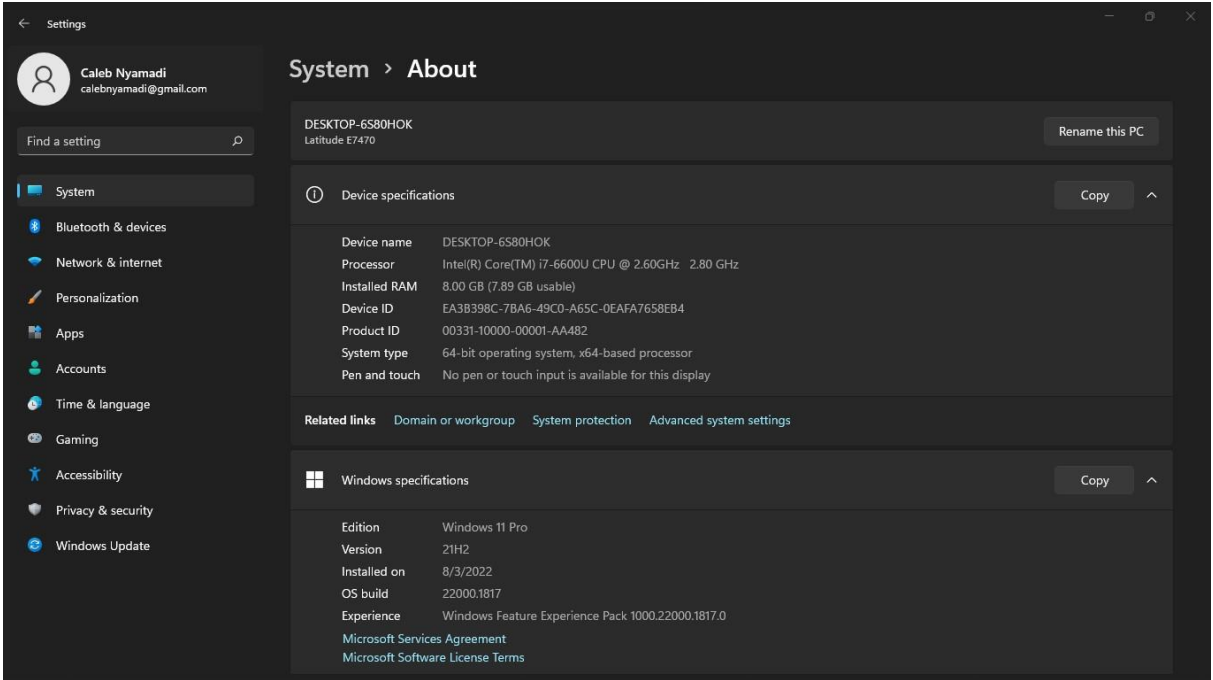 Settings
Caleb Nyamadi
calebnyamadi@gmail.com
Find a setting
System
Bluetooth & devices
Network & internet
Personalization
Apps
Accounts
Time & language
Gaming
Accessibility
Privacy & security
Windows Update
System > About
DESKTOP-6S80HOK
Latitude E7470
Rename this PC
Device specifications
Copy
Device name DESKTOP-6S80HOK
Processor Intel(R) Core(TM) i7-6600U CPU @ 2.60GHz 2.80 GHz
Installed RAM 8.00 GB (7.89 GB usable)
Device ID EA3B398C-7BA6-49C0-A65C-0EAFA7658EB4
Product ID 00331-10000-00001-AA482
System type 64-bit operating system, x64-based processor
Pen and touch No pen or touch input is available for this display
Related links Domain or workgroup System protection Advanced system settings
Windows specifications
Copy
Edition Windows 11 Pro
Version 21H2
Installed on 8/3/2022
OS build 22000.1817
Experience Windows Feature Experience Pack 1000.22000.1817.0
Microsoft Services Agreement
Microsoft Software License Terms